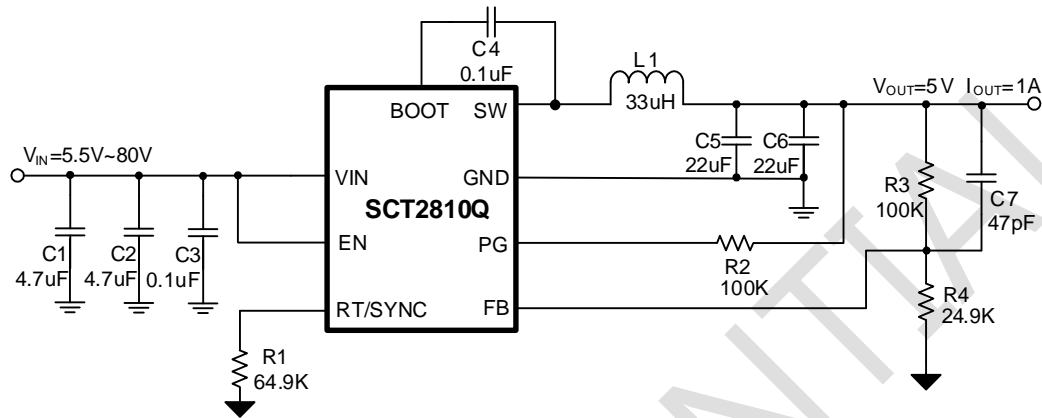 C4
0.1uF
L1
33uH
BOOT
SW
VOUT=5V IOUT=1A
C5
22uF
C6
22uF
VIN=5.5V~80V
VIN
GND
R3
100K
C7
47pF
SCT2810Q
EN
PG
C1
4.7uF
C2
4.7uF
C3
0.1uF
R2
100K
RT/SYNC
FB
R4
24.9K
R1
64.9K
NTIAL